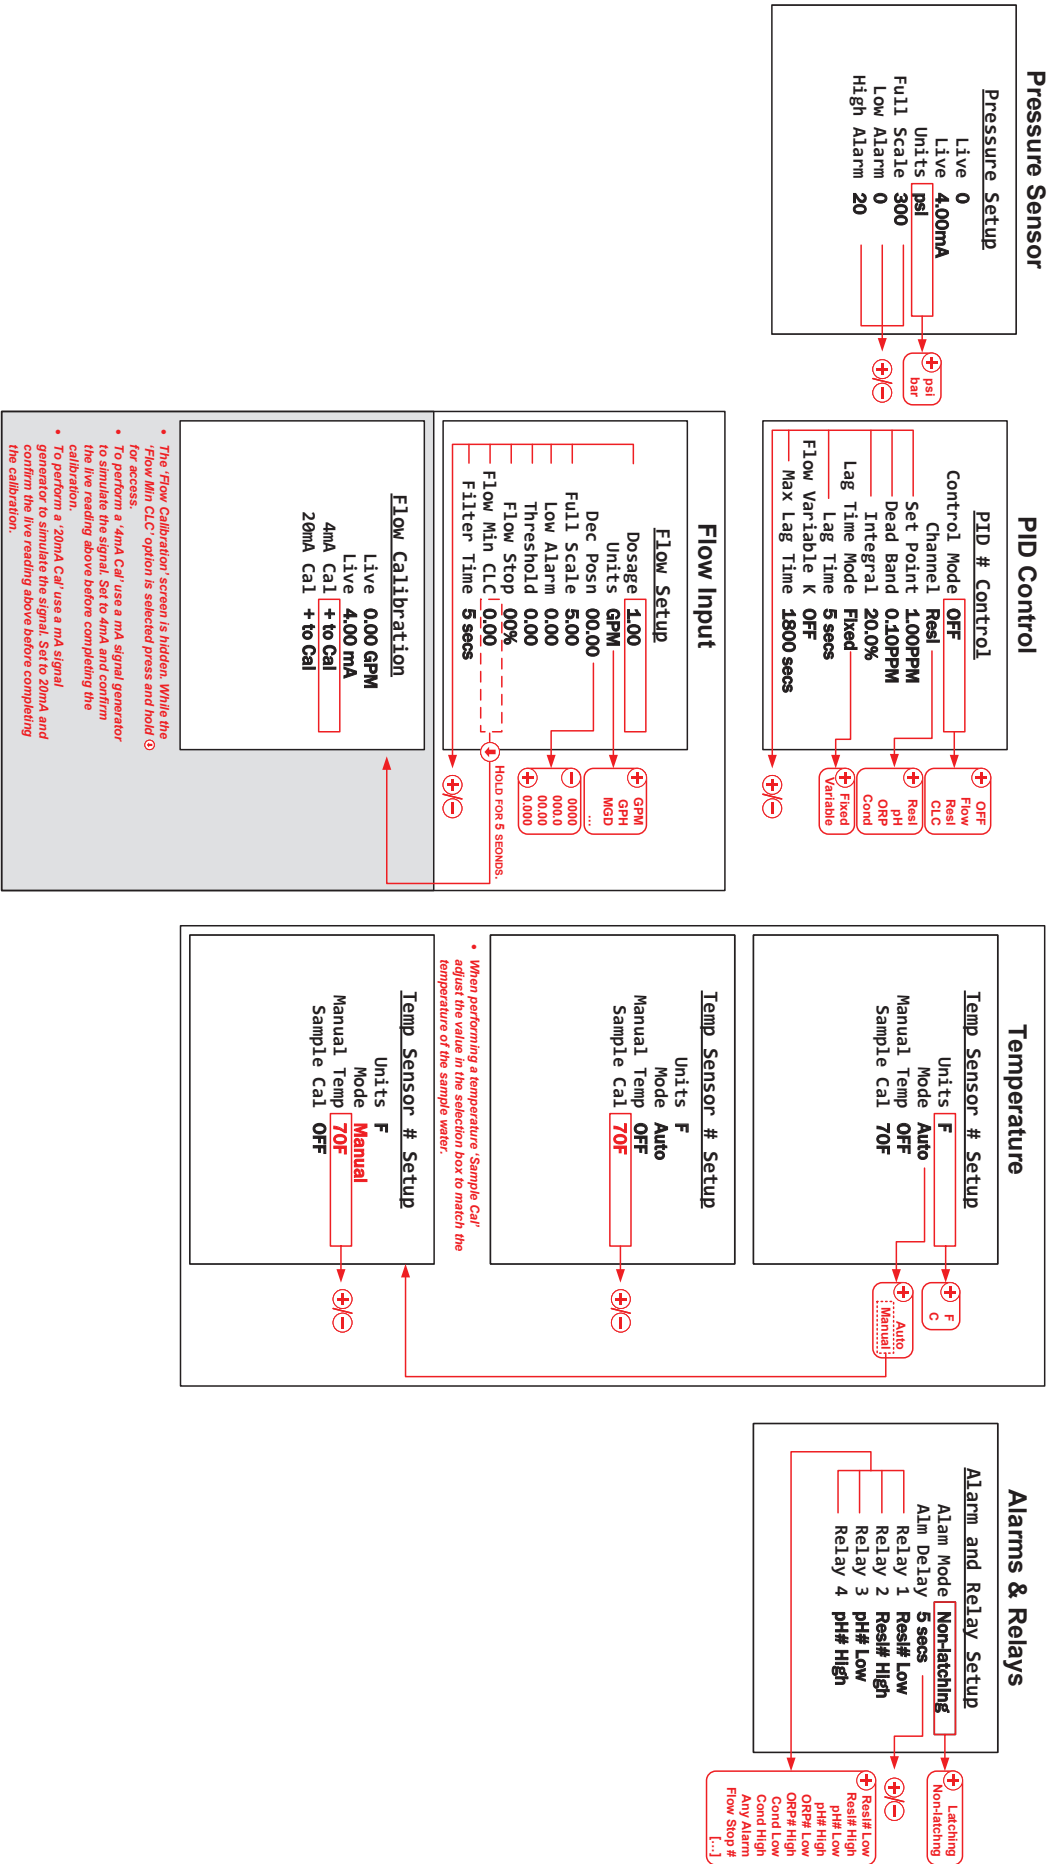 Pressure Sensor
Pressure Setup
Live 0
Live 4.00mA
Units psi
Full Scale 300
Low Alarm 0
High Alarm 20
+ psi
bar
+/-
PID Control
PID # Control
Control Mode OFF
Channel Resl
Set Point 1.00PPM
Dead Band 0.10PPM
Integral 20.0%
Lag Time Mode Fixed
Lag Time 5 secs
Flow Variable K OFF
Max Lag Time 1800 secs
+ OFF
Flow
Resl
CLC
+ Resl
pH
ORP
Cond
+ Fixed
Variable
+/-
Flow Input
Flow Setup
Dosage 1.00
Units GPM
Dec Posn 00.00
Full Scale 5.00
Low Alarm 0.00
Threshold 0.00
Flow Stop 00%
Flow Min CLC 0.00
Filter Time 5 secs
+ GPM
GPH
MGD
...
- 0000
000.0
00.00
+ 0.000
HOLD FOR 5 SEONDS.
+/-
Flow Calibration
Live 0.00 GPM
Live 4.00 mA
4mA Cal + to Cal
20mA Cal + to Cal
• The 'Flow Calibration' screen is hidden. While the
'Flow Min CLC' option is selected press and hold
for access.
• To perform a '4mA Cal' use a mA signal generator
to simulate the signal. Set to 4mA and confirm
the live reading above before completing the
calibration.
• To perform a '20mA Cal' use a mA signal
generator to simulate the signal. Set to 20mA and
confirm the live reading above before completing
the calibration.
Temperature
Temp Sensor # Setup
Units F
Mode Auto
Manual Temp OFF
Sample Cal 70F
+ F
C
+ Auto
Manual
Temp Sensor # Setup
Units F
Mode Auto
Manual Temp OFF
Sample Cal 70F
+/-
• When performing a temperature 'Sample Cal'
adjust the value in the selection box to match the
temperature of the sample water.
Temp Sensor # Setup
Units F
Mode Manual
Manual Temp 70F
Sample Cal OFF
+/-
Alarms & Relays
Alarm and Relay Setup
Alam Mode Non-latching
Alm Delay 5 secs
Relay 1 Resl# Low
Relay 2 Resl# High
Relay 3 pH# Low
Relay 4 pH# High
+ Latching
Non-latchng
+/-
+ Resl# Low
Resl# High
pH# Low
pH# High
ORP# Low
ORP# High
Cond Low
Cond High
Any Alarm
Flow Stop #
[...]